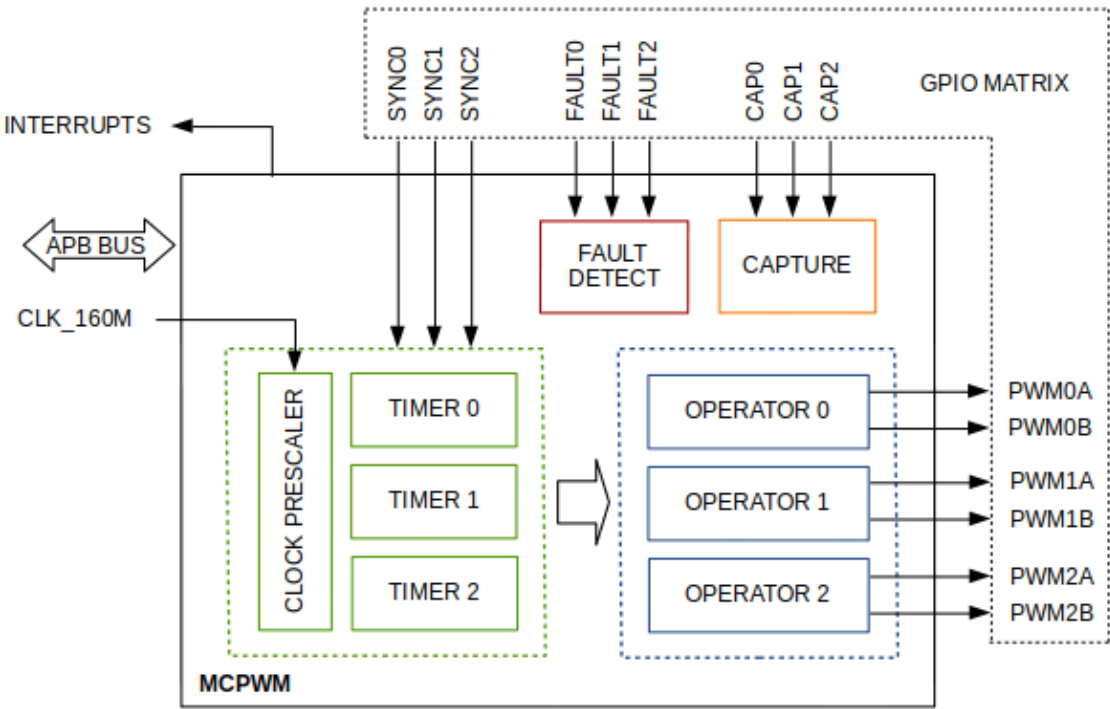 SYNC0
SYNC1
SYNC2
FAULT0
FAULT1
FAULT2
CAP0
CAP1
CAP2
GPIO MATRIX
INTERRUPTS
APB BUS
CLK_160M
FAULT
DETECT
CAPTURE
CLOCK PRESCALER
TIMER 0
TIMER 1
TIMER 2
OPERATOR 0
OPERATOR 1
OPERATOR 2
PWM0A
PWM0B
PWM1A
PWM1B
PWM2A
PWM2B
MCPWM